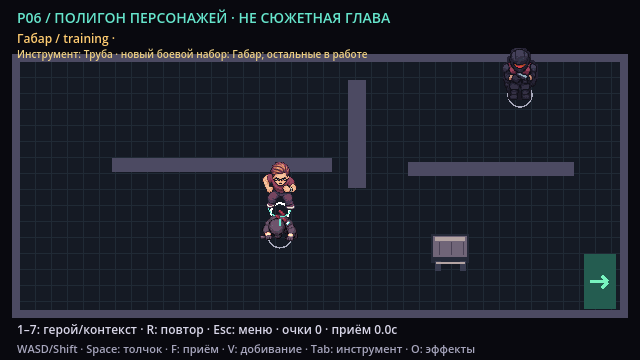 P06 / ПОЛИГОН ПЕРСОНАЖЕЙ · НЕ СЮЖЕТНАЯ ГЛАВА
Габар / training ·
Инструмент: Труба · новый боевой набор: Габар; остальные в работе
1–7: герой/контекст · R: повтор · Esc: меню · очки 0 · приём 0.0с
WASD/Shift · Space: толчок · F: приём · V: добивание · Tab: инструмент · O: эффекты